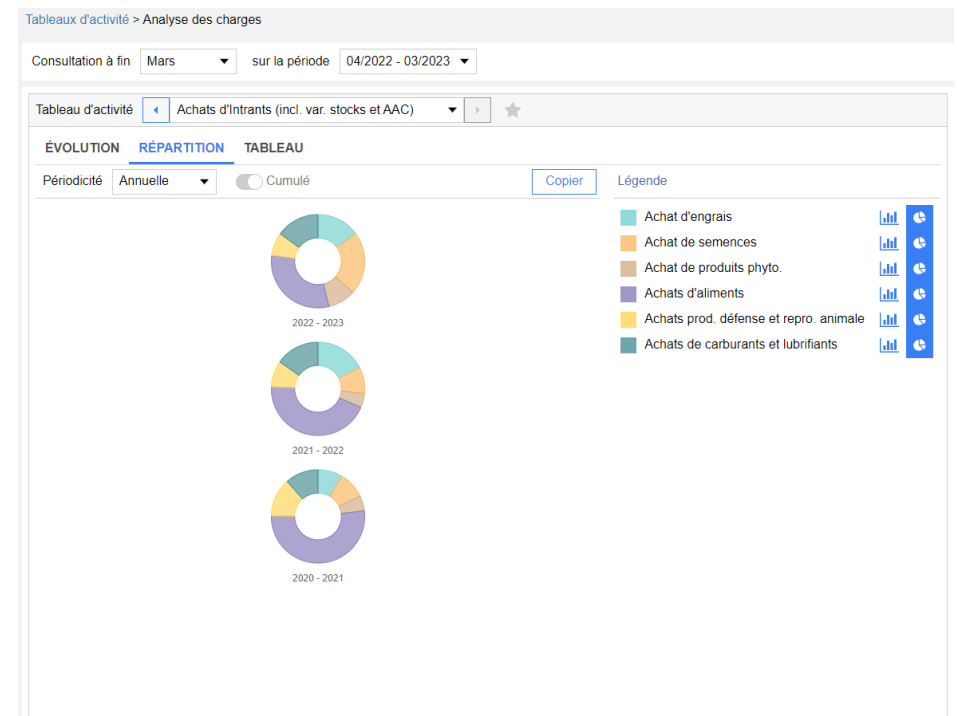 Tableaux d'activité > Analyse des charges
Consultation à fin Mars sur la période 04/2022 - 03/2023
Tableau d'activité Achats d'Intrants (incl. var. stocks et AAC)
ÉVOLUTION RÉPARTITION TABLEAU
Périodicité Annuelle Cumulé Copier Légende
Achat d'engrais
Achat de semences
Achat de produits phyto.
Achats d'aliments
Achats prod. défense et repro. animale
Achats de carburants et lubrifiants
2022 - 2023
2021 - 2022
2020 - 2021